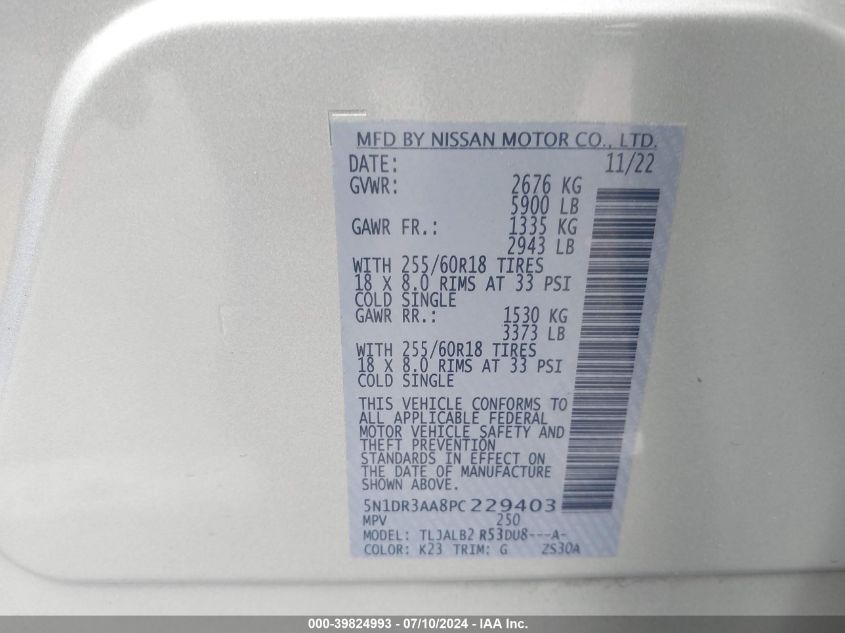 MFD BY NISSAN MOTOR CO., LTD.
DATE: 11/22
GVWR: 2676 KG
5900 LB
GAWR FR.: 1335 KG
2943 LB
WITH 255/60R18 TIRES
18 X 8.0 RIMS AT 33 PSI
COLD SINGLE
GAWR RR.: 1530 KG
3373 LB
WITH 255/60R18 TIRES
18 X 8.0 RIMS AT 33 PSI
COLD SINGLE
THIS VEHICLE CONFORMS TO
ALL APPLICABLE FEDERAL
MOTOR VEHICLE SAFETY AND
THEFT PREVENTION
STANDARDS IN EFFECT ON
THE DATE OF MANUFACTURE
SHOWN ABOVE.
5N1DR3AA8PC229403
MPV 250
MODEL: TLJALB2 R53DU8---A-
COLOR: K23 TRIM: G ZS30A
000-39824993 - 07/10/2024 - IAA Inc.